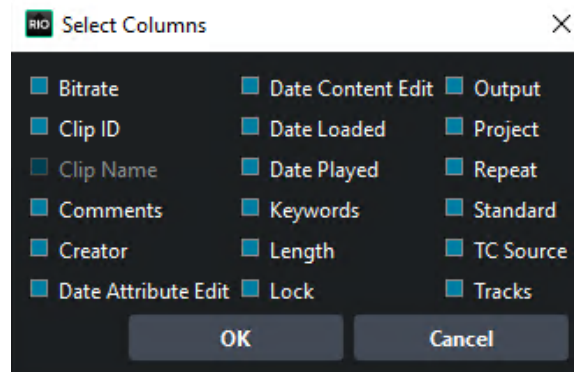 RIO Select Columns
Bitrate Date Content Edit Output
Clip ID Date Loaded Project
Clip Name Date Played Repeat
Comments Keywords Standard
Creator Length TC Source
Date Attribute Edit Lock Tracks
OK Cancel